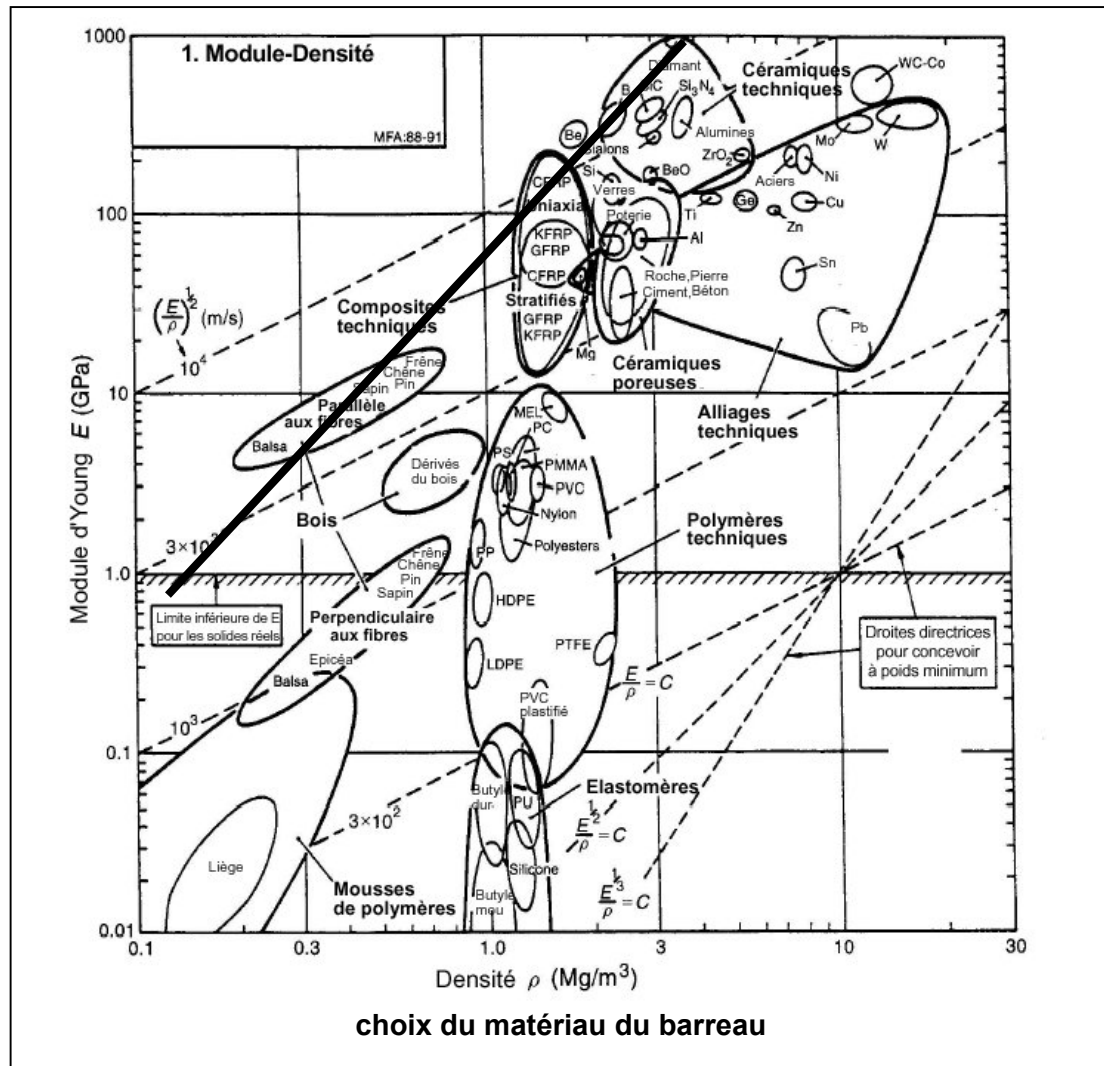 1. Module-Densité
MFA:88-91
1000
100
10
1.0
0.1
0.01
Module d'Young E (GPa)
Diamant
Céramiques
techniques
WC-Co
B
SiC
Si3N4
Be
Alumines
Sialons
ZrO2
Mo
W
Aciers
Ni
CFRP
Uniaxia
Si
BeO
Verres
Ti
Ge
Cu
Zn
KFRP
GFRP
Poterie
Al
Sn
CFRP
Roche,Pierre
Ciment,Béton
Composites
techniques
Stratifiés
GFRP
KFRP
Mg
Pb
(E/ρ)^1/2 (m/s)
10^4
Céramiques
poreuses
Frêne
Chêne
Pin
Sapin
Parallèle
aux fibres
Balsa
Alliages
techniques
MEL
PC
PS
PMMA
PVC
Nylon
Polyesters
Dérivés
du bois
Bois
Polymères
techniques
3×10
PP
Frêne
Chêne
Pin
Sapin
HDPE
Limite inférieure de E
pour les solides réels
Perpendiculaire
aux fibres
Droites directrices
pour concevoir
à poids minimum
PTFE
LDPE
Epicéa
Balsa
E/ρ = C
PVC
plastifié
10^3
3×10^2
Butyle
dur
PU
Elastomères
E^1/2/ρ = C
Liège
Silicone
Mousses
de polymères
Butyle
mou
E^1/3/ρ = C
0.1
0.3
1.0
3
10
30
Densité ρ (Mg/m³)
choix du matériau du barreau